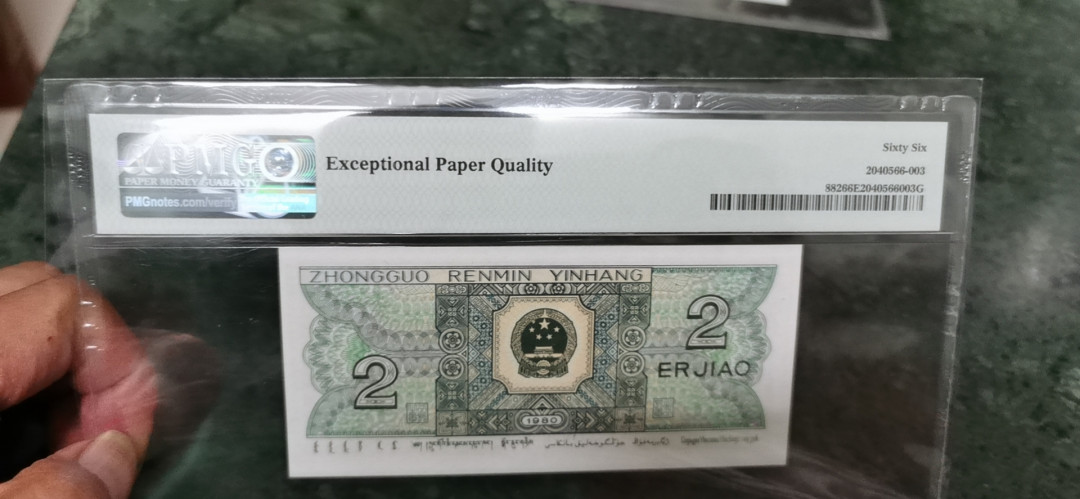 PMG
PAPER MONEY GUARANTY
PMGnotes.com/verify
Exceptional Paper Quality
Sixty Six
2040566-003
88266E2040566003G
ZHONGGUO RENMIN YINHANG
2
ERJIAO
2
1980